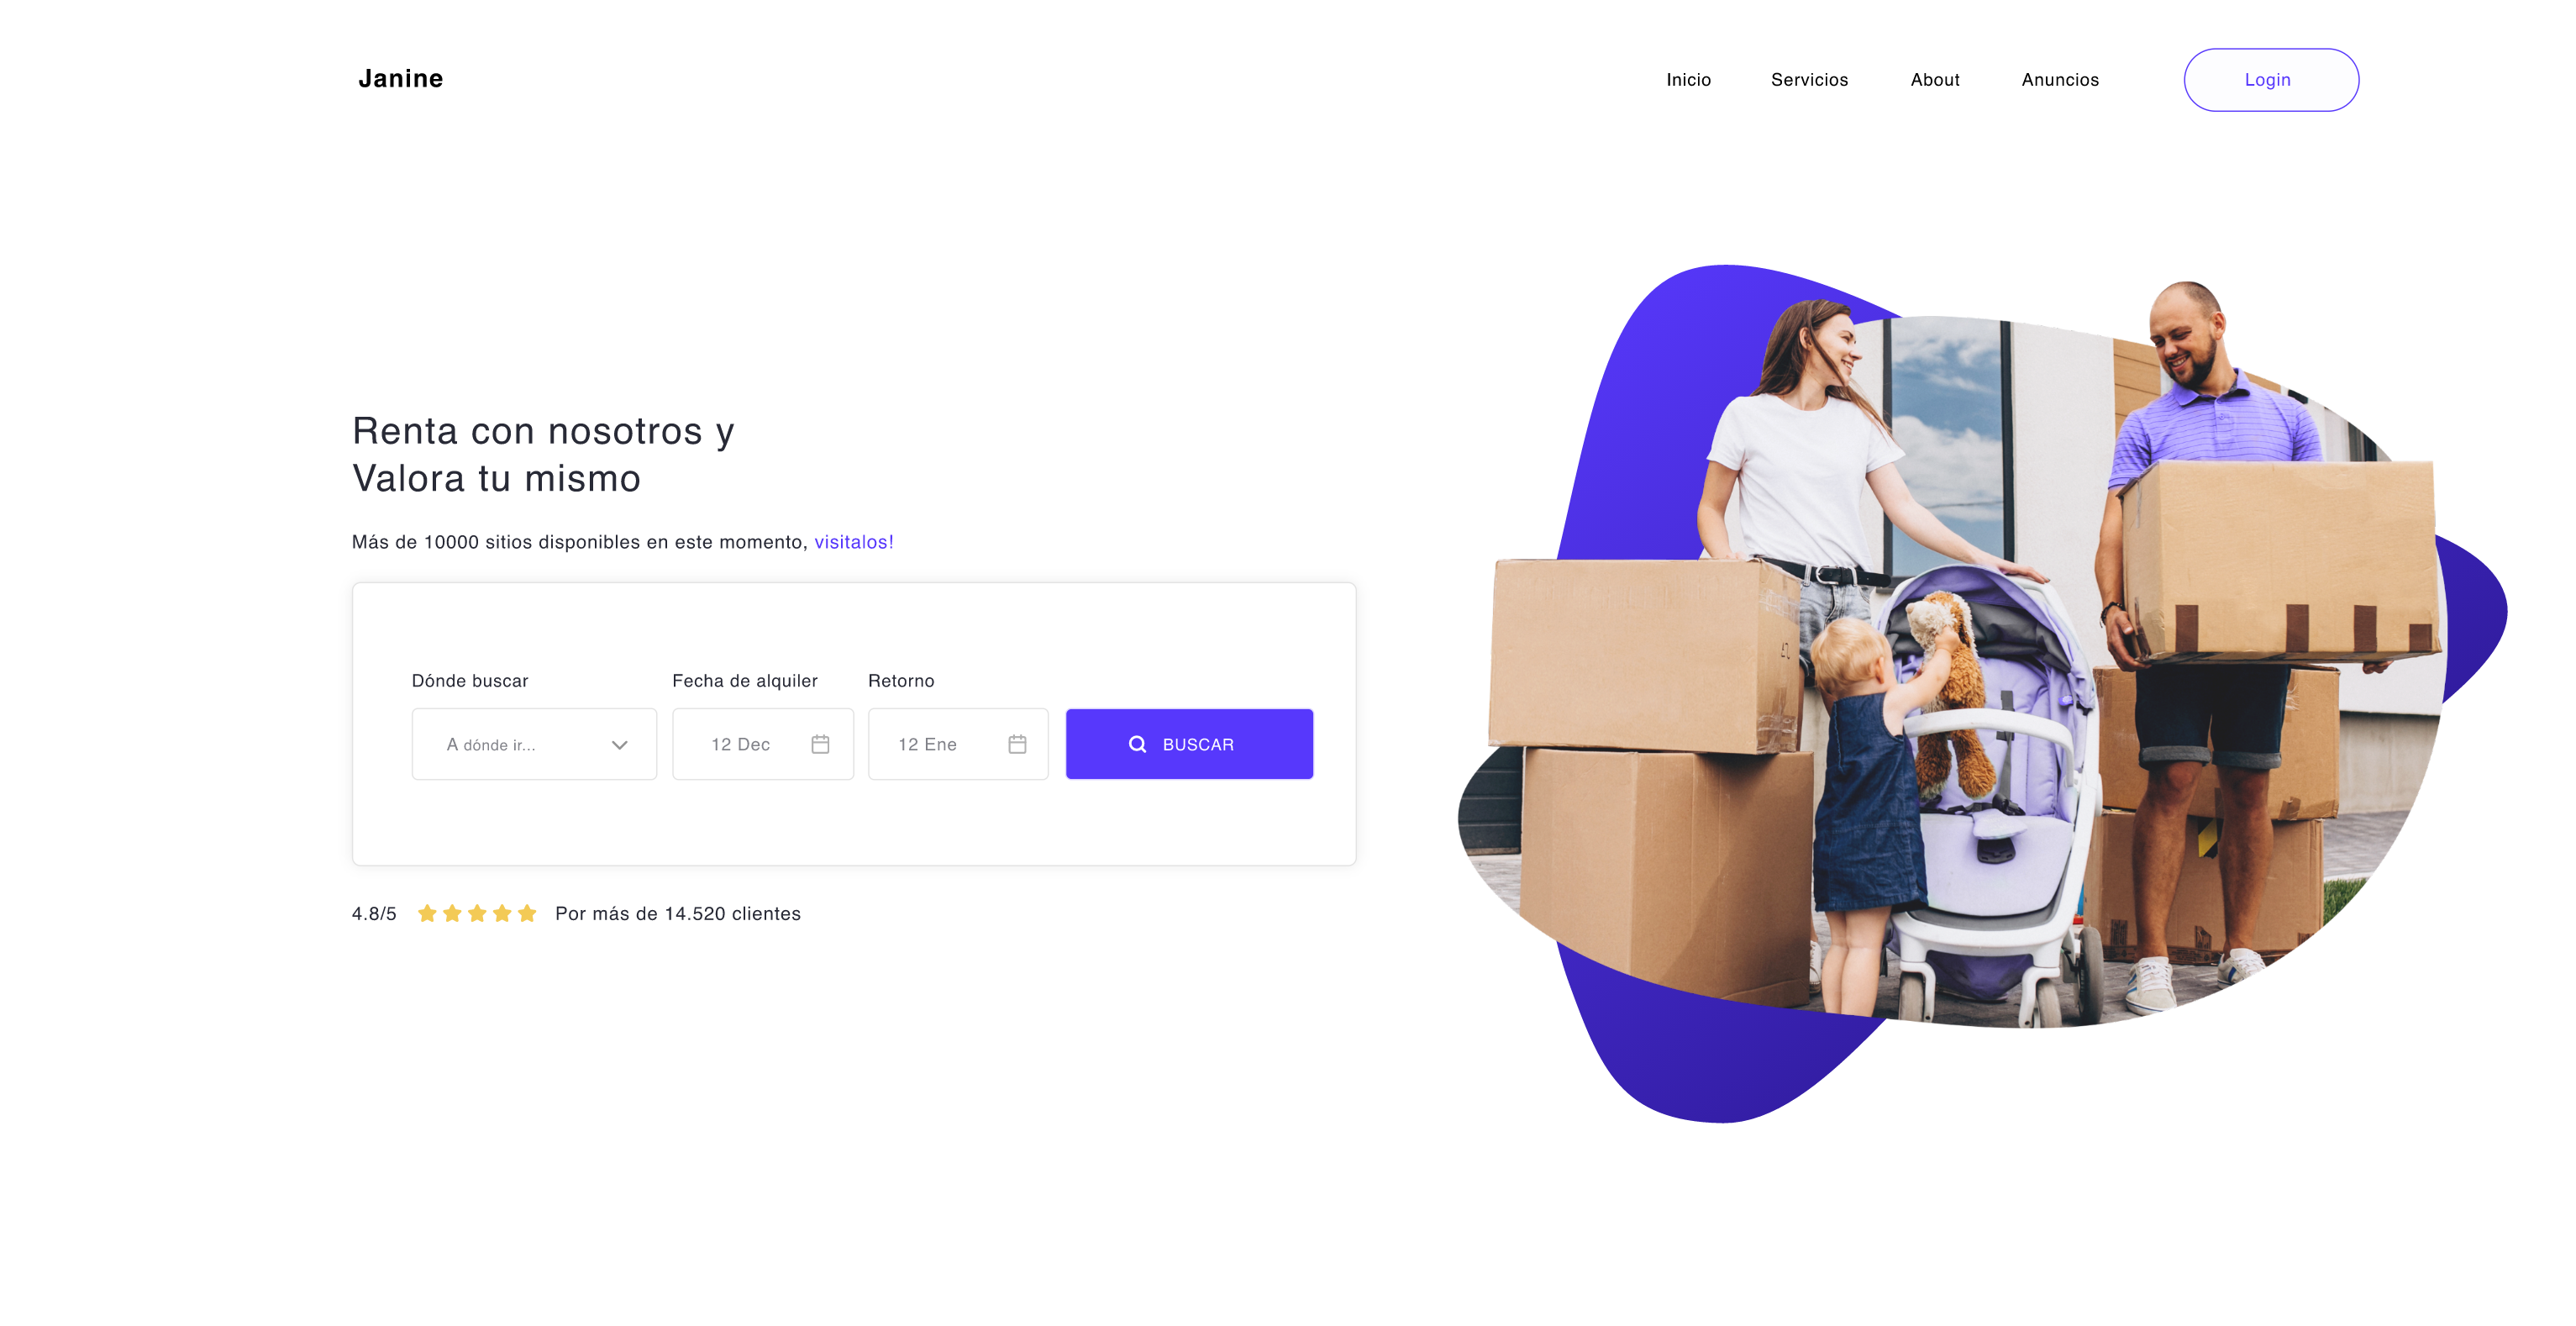 Janine
Inicio Servicios About Anuncios Login
Renta con nosotros y
Valora tu mismo
Más de 10000 sitios disponibles en este momento, visitalos!
Dónde buscar Fecha de alquiler Retorno
A dónde ir... 12 Dec 12 Ene BUSCAR
4.8/5 Por más de 14.520 clientes